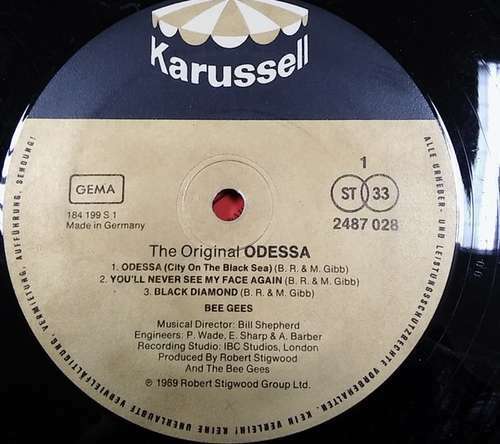 Karussell
GEMA
184 199 S 1
Made in Germany
1
ST 33
2487 028
The Original ODESSA
1. ODESSA (City On The Black Sea) (B. R. & M. Gibb)
2. YOU'LL NEVER SEE MY FACE AGAIN (B. R. & M. Gibb)
3. BLACK DIAMOND (B. R. & M. Gibb)
BEE GEES
Musical Director: Bill Shepherd
Engineers: P. Wade, E. Sharp & A. Barber
Recording Studio: IBC Studios, London
Produced By Robert Stigwood
And The Bee Gees
℗ 1969 Robert Stigwood Group Ltd.
ALLE URHEBER- UND LEISTUNGSSCHUTZRECHTE VORBEHALTEN. KEIN VERLEIH! KEINE UNERLAUBTE VERVIELFÄLTIGUNG, VERMIETUNG, AUFFÜHRUNG, SENDUNG!